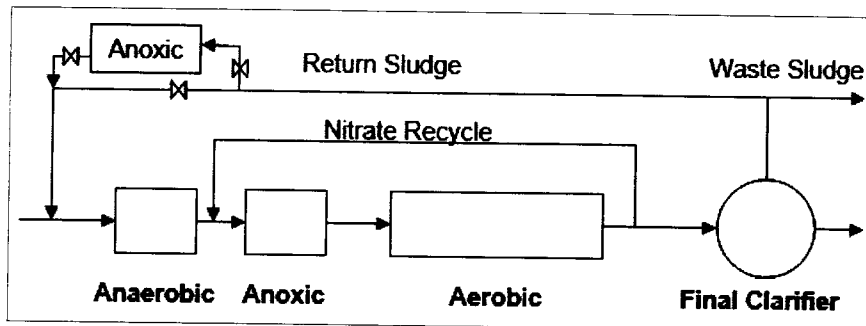 Anoxic
Return Sludge
Waste Sludge
Nitrate Recycle
Anaerobic
Anoxic
Aerobic
Final Clarifier